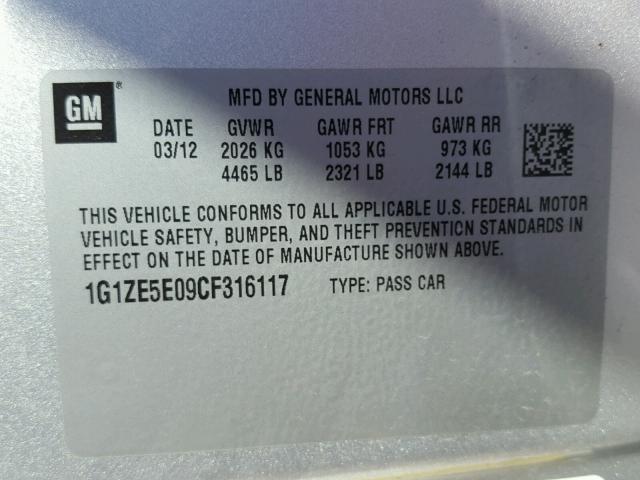 GM®
MFD BY GENERAL MOTORS LLC
DATE GVWR GAWR FRT GAWR RR
03/12 2026 KG 1053 KG 973 KG
4465 LB 2321 LB 2144 LB
THIS VEHICLE CONFORMS TO ALL APPLICABLE U.S. FEDERAL MOTOR
VEHICLE SAFETY, BUMPER, AND THEFT PREVENTION STANDARDS IN
EFFECT ON THE DATE OF MANUFACTURE SHOWN ABOVE.
1G1ZE5E09CF316117 TYPE: PASS CAR